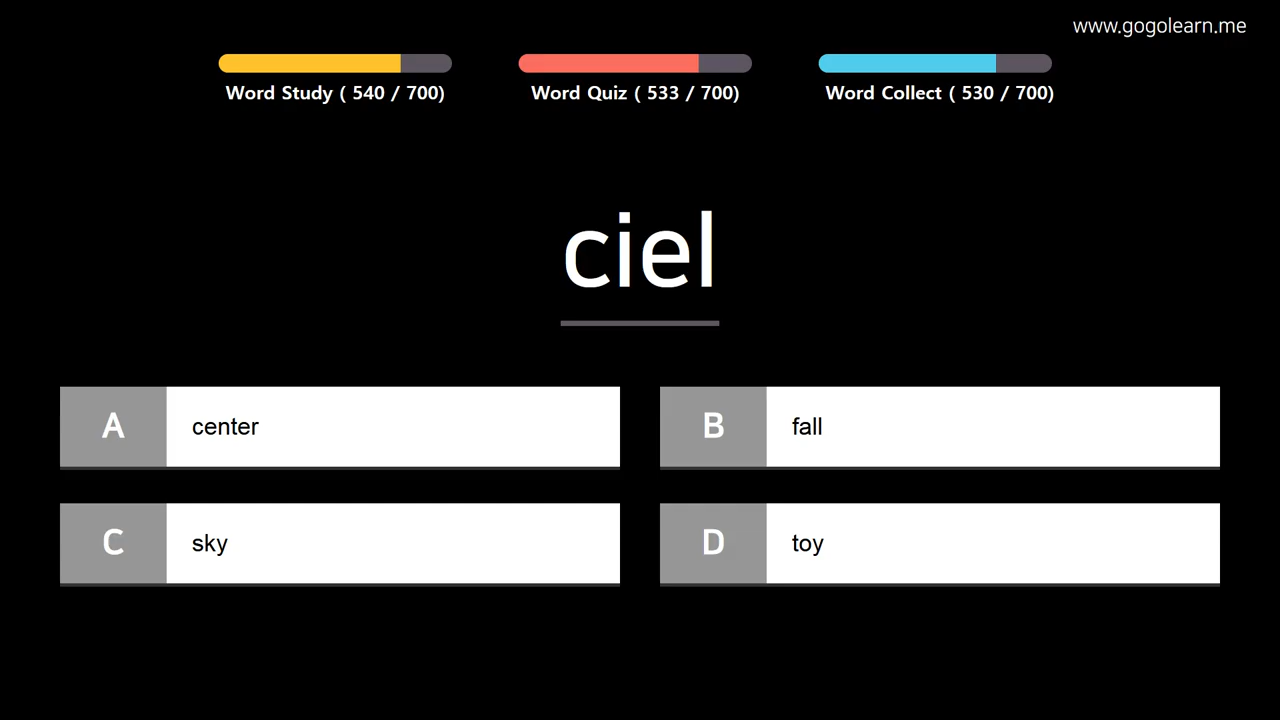 www.gogolearn.me
Word Study ( 540 / 700)
Word Quiz ( 533 / 700)
Word Collect ( 530 / 700)
ciel
A
center
B
fall
C
sky
D
toy